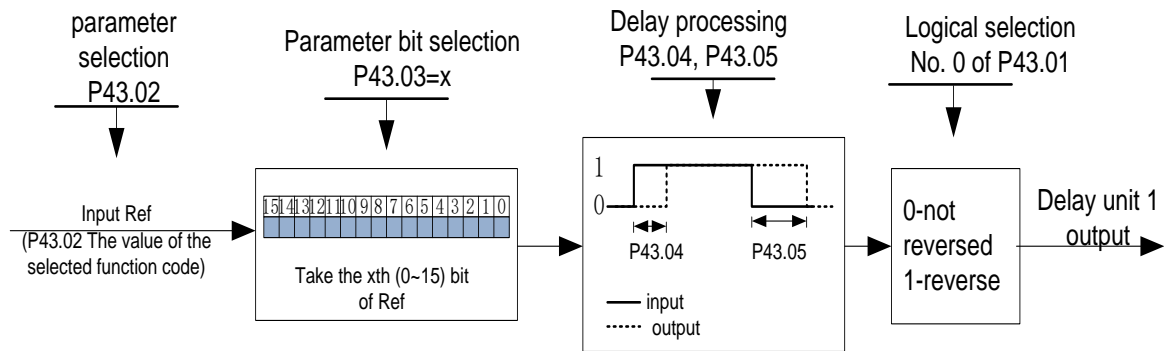 parameter
selection
P43.02
Parameter bit selection
P43.03=x
Delay processing
P43.04, P43.05
Logical selection
No. 0 of P43.01
Input Ref
(P43.02 The value of the
selected function code)
15 14 13 12 11 10 9 8 7 6 5 4 3 2 1 0
Take the xth (0~15) bit
of Ref
1
0
P43.04
P43.05
input
output
0-not
reversed
1-reverse
Delay unit 1
output